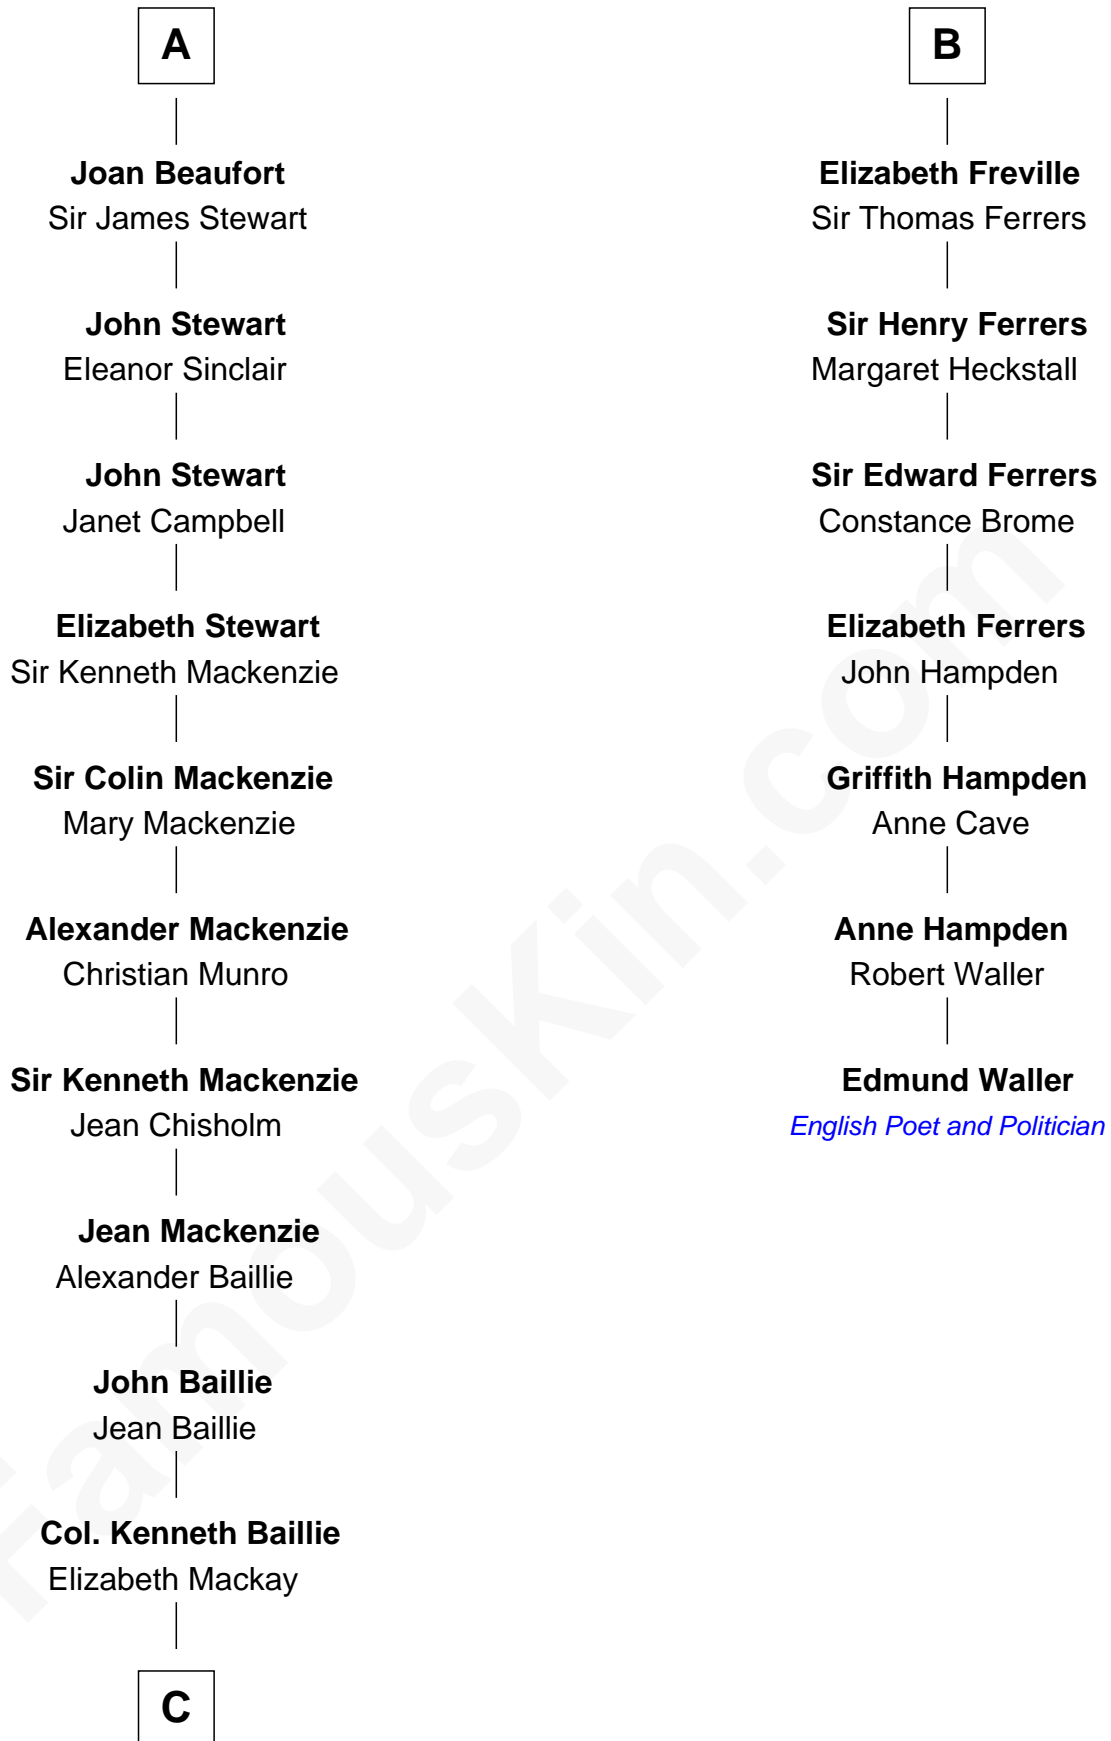 A
Joan Beaufort
Sir James Stewart
John Stewart
Eleanor Sinclair
John Stewart
Janet Campbell
Elizabeth Stewart
Sir Kenneth Mackenzie
Sir Colin Mackenzie
Mary Mackenzie
Alexander Mackenzie
Christian Munro
Sir Kenneth Mackenzie
Jean Chisholm
Jean Mackenzie
Alexander Baillie
John Baillie
Jean Baillie
Col. Kenneth Baillie
Elizabeth Mackay
C
B
Elizabeth Freville
Sir Thomas Ferrers
Sir Henry Ferrers
Margaret Heckstall
Sir Edward Ferrers
Constance Brome
Elizabeth Ferrers
John Hampden
Griffith Hampden
Anne Cave
Anne Hampden
Robert Waller
Edmund Waller
English Poet and Politician
FamousKin.com